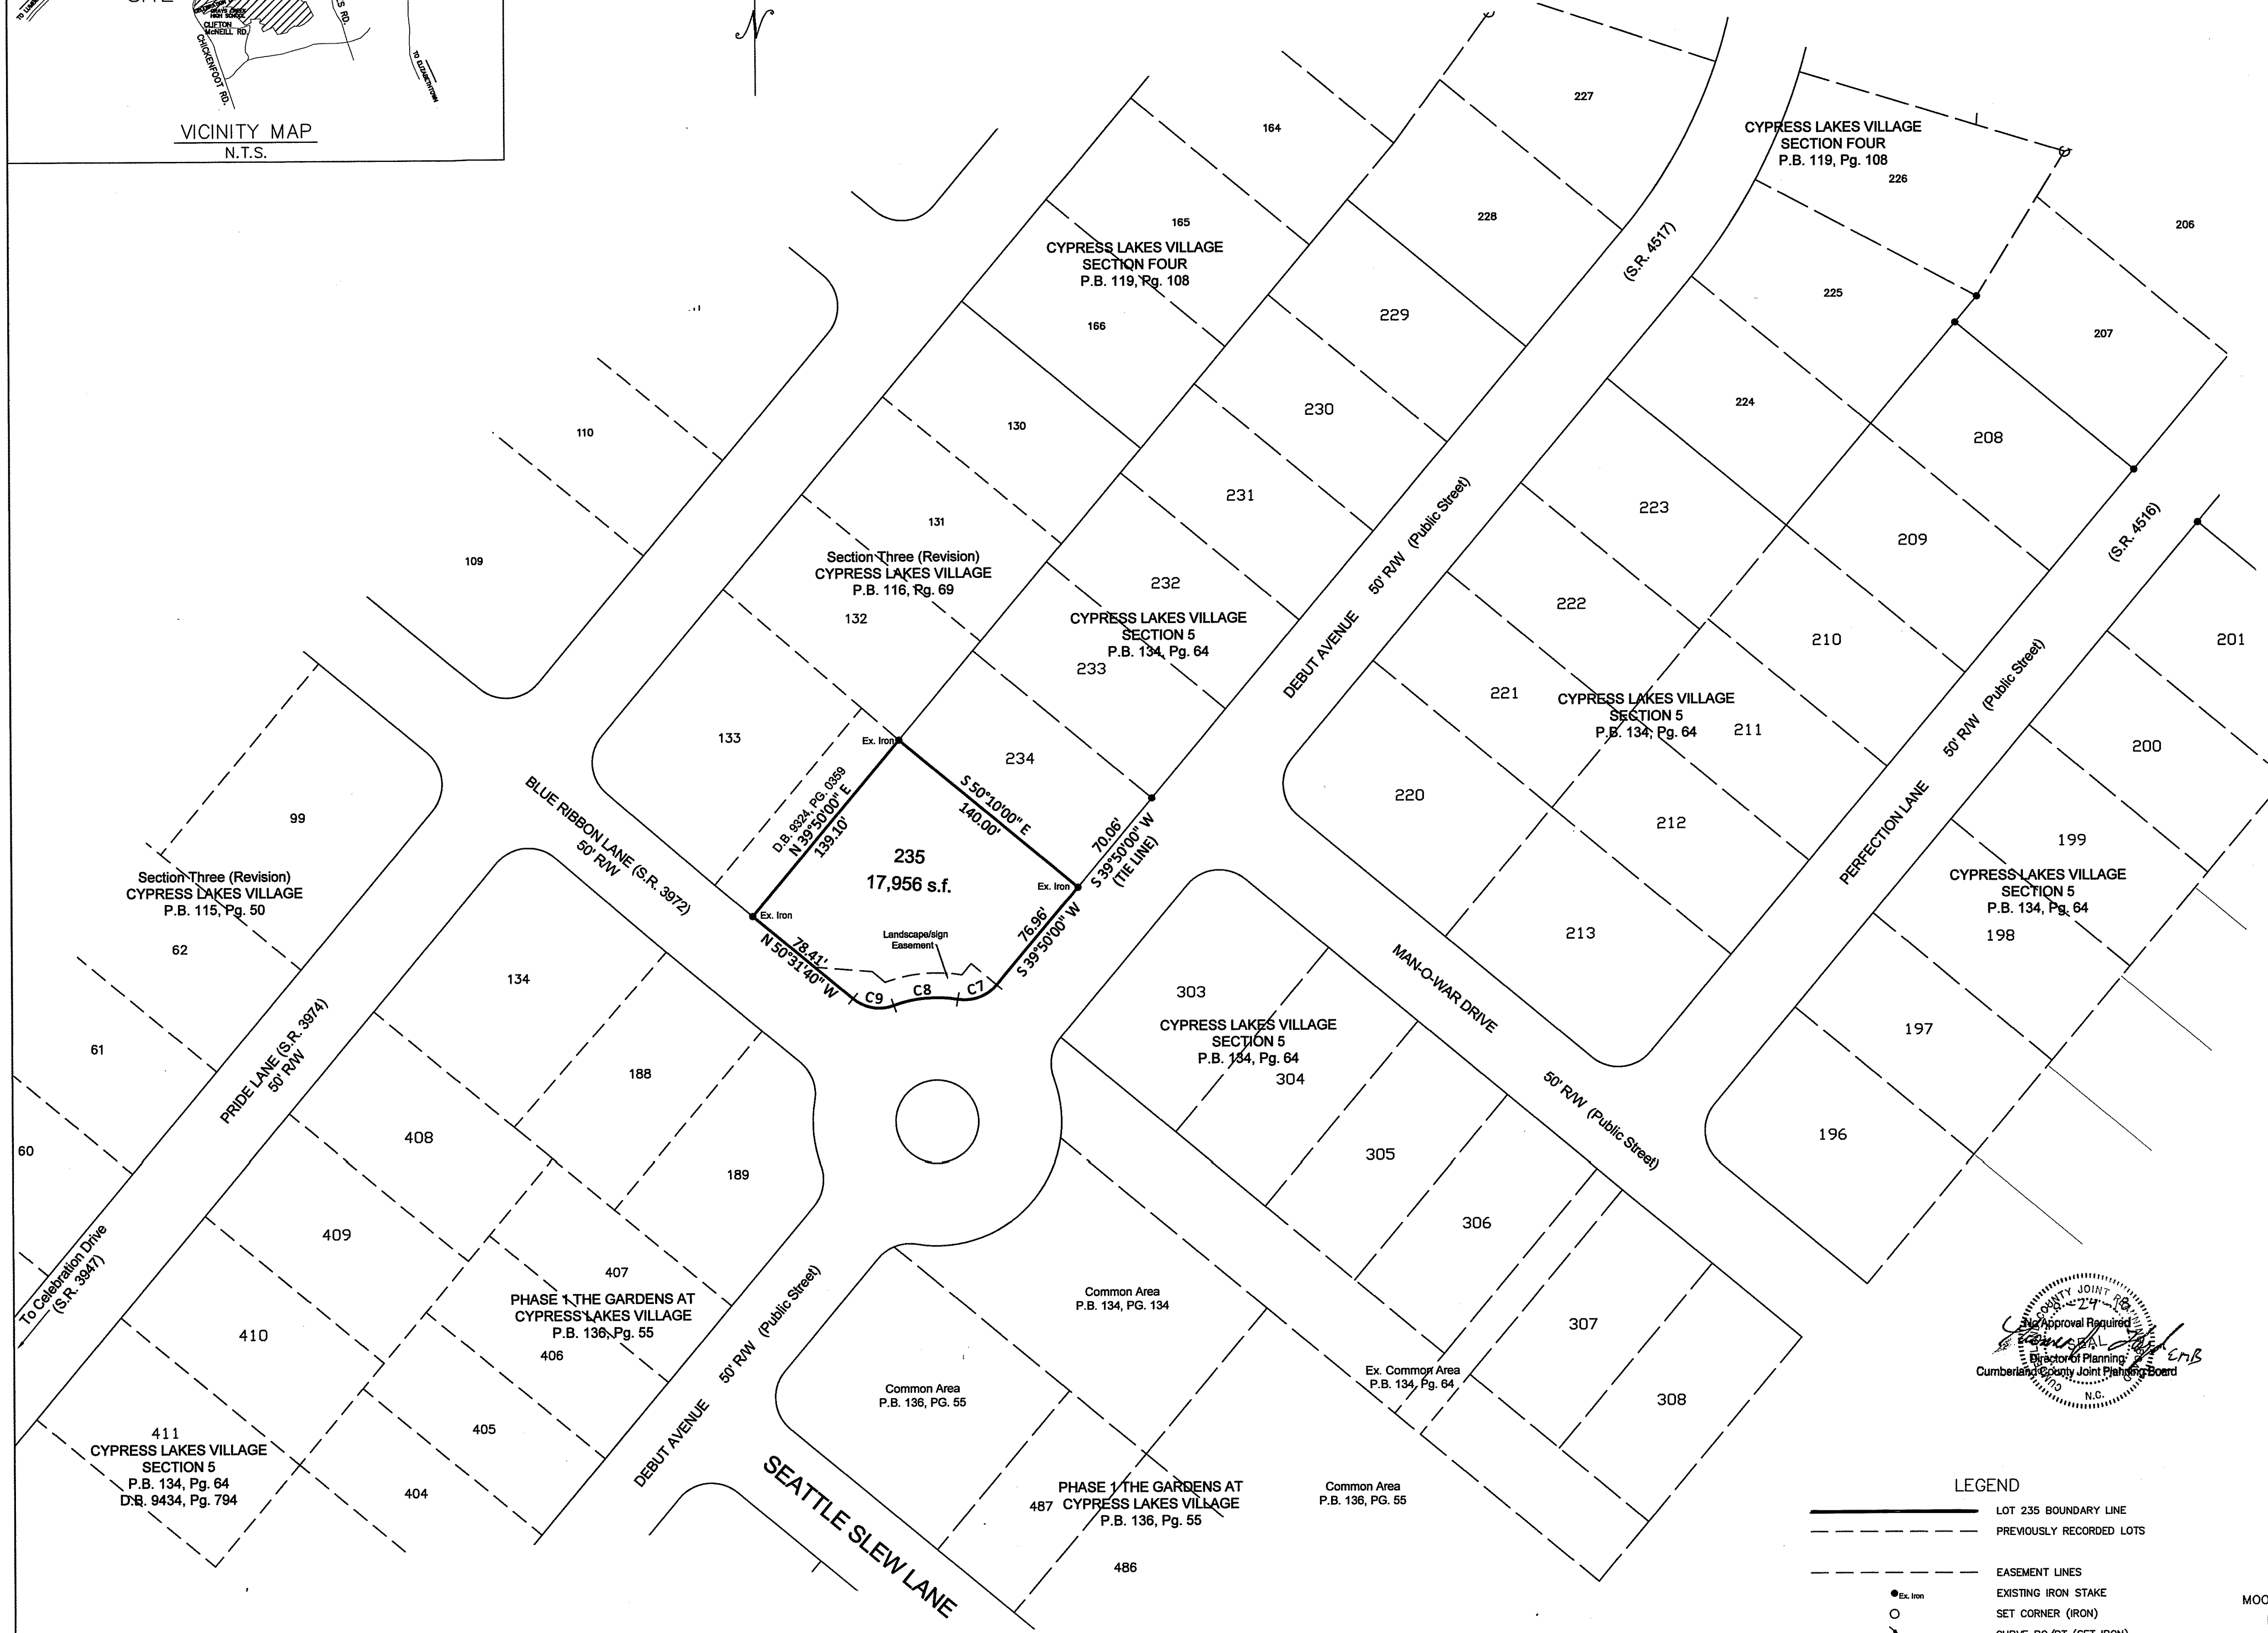 SITE
GRAYS CREEK
HIGH SCHOOL
CLIFTON
McNEILL RD.
CHICKENFOOT RD.
TO ELIZABETHTOWN
VICINITY MAP
N.T.S.
N
227
164
CYPRESS LAKES VILLAGE
SECTION FOUR
P.B. 119, Pg. 108
226
228
165
206
CYPRESS LAKES VILLAGE
SECTION FOUR
P.B. 119, Pg. 108
(S.R. 4517)
225
229
166
207
224
230
110
130
208
231
223
131
209
(S.R. 4516)
109
Section Three (Revision)
CYPRESS LAKES VILLAGE
P.B. 116, Pg. 69
132
232
CYPRESS LAKES VILLAGE
SECTION 5
P.B. 134, Pg. 64
233
DEBUT AVENUE 50' R/W (Public Street)
222
210
201
221
CYPRESS LAKES VILLAGE
SECTION 5
P.B. 134, Pg. 64
211
PERFECTION LANE 50' R/W (Public Street)
200
133
Ex. Iron
234
220
212
199
D.B. 9324, PG. 0359
N 39°50'00" E
139.10'
S 50°10'00" E
140.00'
70.06'
S 39°50'00" W
(TIE LINE)
BLUE RIBBON LANE (S.R. 3972)
50' R/W
235
17,956 s.f.
Ex. Iron
Ex. Iron
99
Section Three (Revision)
CYPRESS LAKES VILLAGE
P.B. 115, Pg. 50
62
CYPRESS LAKES VILLAGE
SECTION 5
P.B. 134, Pg. 64
198
213
Landscape/sign
Easement
76.96'
S 39°50'00" W
78.41'
N 50°31'40" W
C9
C8
C7
134
303
MAN-O-WAR DRIVE
50' R/W (Public Street)
CYPRESS LAKES VILLAGE
SECTION 5
P.B. 134, Pg. 64
304
197
61
PRIDE LANE (S.R. 3974)
50' R/W
188
408
60
189
305
196
306
409
To Celebration Drive
(S.R. 3947)
407
PHASE 1 THE GARDENS AT
CYPRESS LAKES VILLAGE
P.B. 136, Pg. 55
406
Common Area
P.B. 134, PG. 134
410
307
DEBUT AVENUE 50' R/W (Public Street)
Common Area
P.B. 136, PG. 55
Ex. Common Area
P.B. 134, Pg. 64
308
405
411
CYPRESS LAKES VILLAGE
SECTION 5
P.B. 134, Pg. 64
D.B. 9434, Pg. 794
404
SEATTLE SLEW LANE
487
PHASE 1 THE GARDENS AT
CYPRESS LAKES VILLAGE
P.B. 136, Pg. 55
486
Common Area
P.B. 136, PG. 55
COUNTY JOINT
No Approval Required
SEAL
EMB
Director of Planning
Cumberland County Joint Planning Board
N.C.
LEGEND
LOT 235 BOUNDARY LINE
PREVIOUSLY RECORDED LOTS
EASEMENT LINES
Ex. Iron EXISTING IRON STAKE
SET CORNER (IRON)